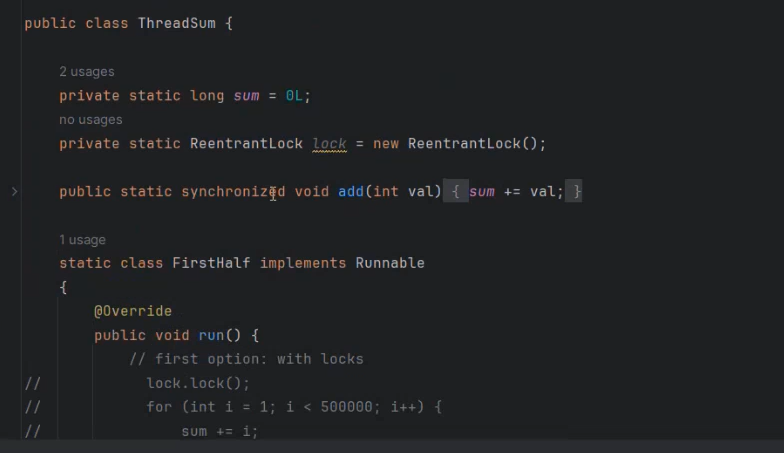 public class ThreadSum {
2 usages
private static long sum = 0L;
no usages
private static ReentrantLock lock = new ReentrantLock();
public static synchronized void add(int val) { sum += val; }
1 usage
static class FirstHalf implements Runnable
{
@Override
public void run() {
// first option: with locks
// lock.lock();
// for (int i = 1; i < 500000; i++) {
// sum += i;